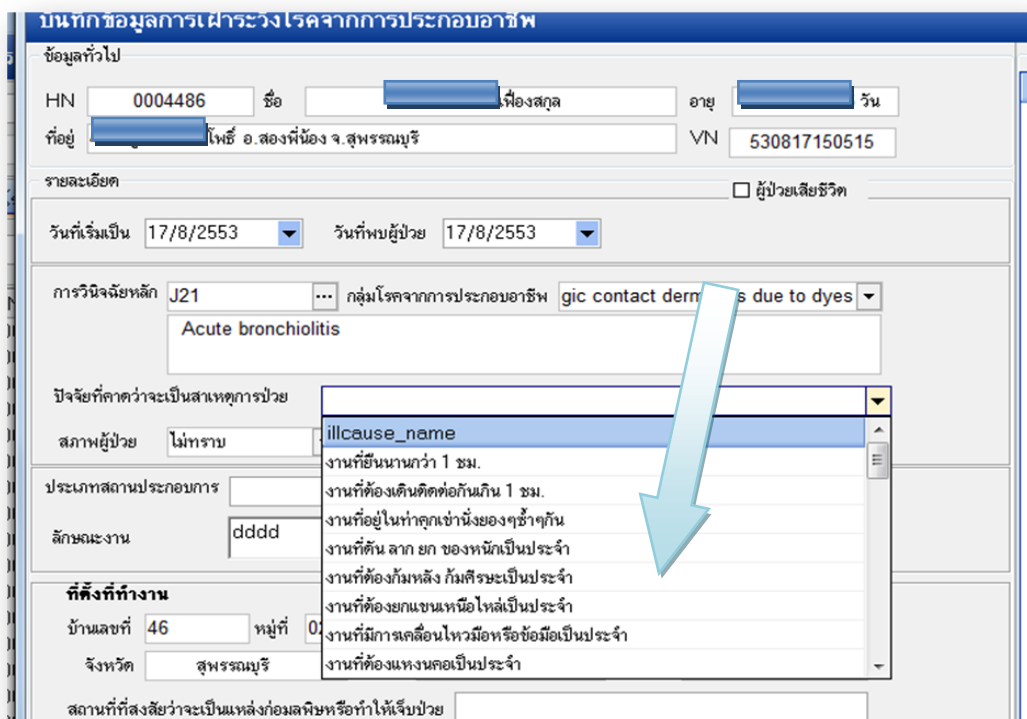 บันทึกข้อมูลการเฝ้าระวังโรคจากการประกอบอาชีพ
ข้อมูลทั่วไป
HN 0004486 ชื่อ เฟื่องสกุล อายุ วัน
ที่อยู่ โพธิ์ อ.สองพี่น้อง จ.สุพรรณบุรี VN 530817150515
รายละเอียด ผู้ป่วยเสียชีวิต
วันที่เริ่มเป็น 17/8/2553 วันที่พบผู้ป่วย 17/8/2553
การวินิจฉัยหลัก J21 ... กลุ่มโรคจากการประกอบอาชีพ gic contact due to dyes
Acute bronchiolitis
ปัจจัยที่คาดว่าจะเป็นสาเหตุการป่วย
สภาพผู้ป่วย ไม่ทราบ
illcause_name
งานที่ยืนนานกว่า 1 ชม.
งานที่ต้องเดินติดต่อกันเกิน 1 ชม.
งานที่อยู่ในท่าคุกเข่านั่งยองๆซ้ำๆกัน
งานที่ดัน ลาก ยก ของหนักเป็นประจำ
งานที่ต้องก้มหลัง ก้มศีรษะเป็นประจำ
งานที่ต้องยกแขนเหนือไหล่เป็นประจำ
งานที่มีการเคลื่อนไหวมือหรือข้อมือเป็นประจำ
งานที่ต้องแหงนคอเป็นประจำ
ประเภทสถานประกอบการ
ลักษณะงาน dddd
ที่ตั้งที่ทำงาน
บ้านเลขที่ 46 หมู่ที่
จังหวัด สุพรรณบุรี
สถานที่ที่สงสัยว่าจะเป็นแหล่งก่อมลพิษหรือทำให้เจ็บป่วย